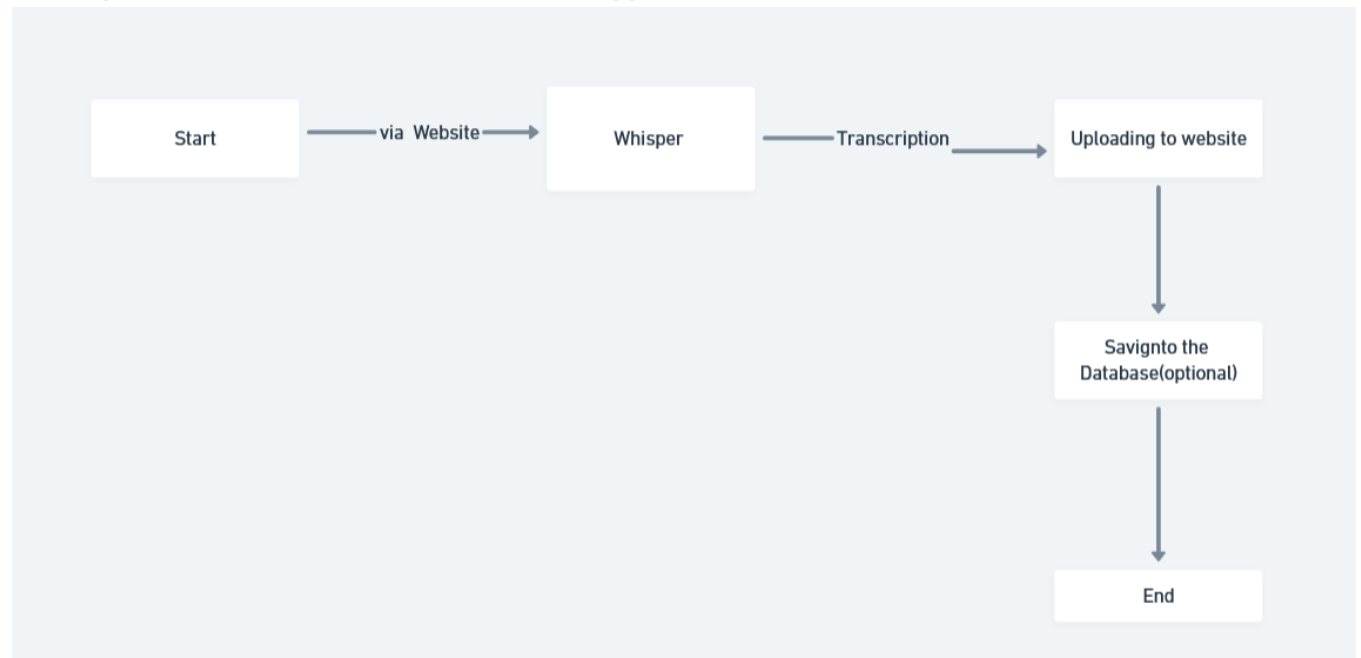 Start
via Website
Whisper
Transcription
Uploading to website
Savignto the
Database(optional)
End